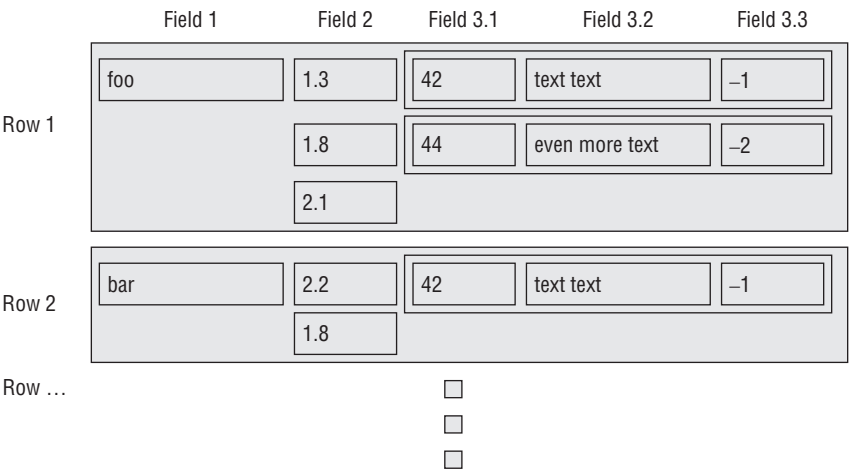 Field 1 Field 2 Field 3.1 Field 3.2 Field 3.3
foo 1.3 42 text text –1
Row 1
1.8 44 even more text –2
2.1
bar 2.2 42 text text –1
Row 2
1.8
Row …